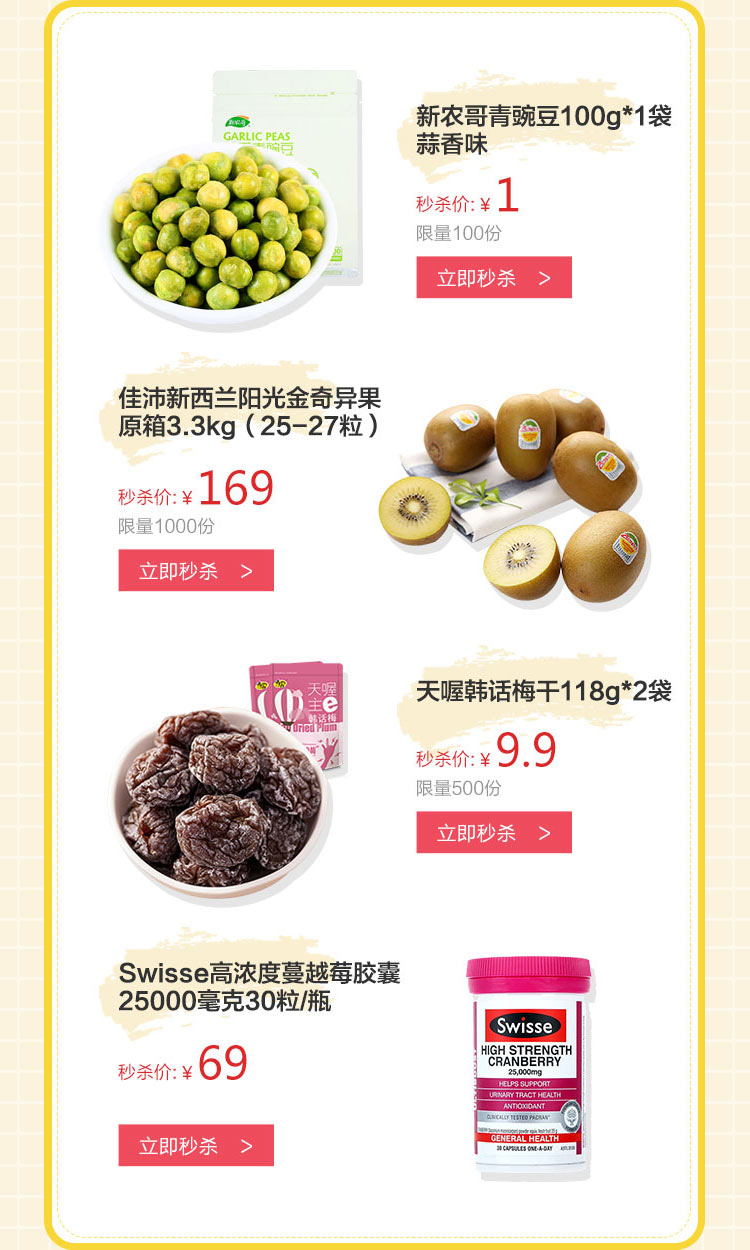 新农哥青豌豆100g*1袋
蒜香味
秒杀价: ¥ 1
限量100份
立即秒杀 >
GARLIC PEAS
佳沛新西兰阳光金奇异果
原箱3.3kg（25-27粒）
秒杀价: ¥ 169
限量1000份
立即秒杀 >
天喔韩话梅干118g*2袋
秒杀价: ¥ 9.9
限量500份
立即秒杀 >
天喔
主e
韩话梅
Dried Plum
Swisse高浓度蔓越莓胶囊
25000毫克30粒/瓶
秒杀价: ¥ 69
立即秒杀 >
Swisse
HIGH STRENGTH
CRANBERRY
25,000mg
HELPS SUPPORT
URINARY TRACT HEALTH
ANTIOXIDANT
CLINICALLY TESTED PACRAN
GENERAL HEALTH
30 CAPSULES ONE-A-DAY